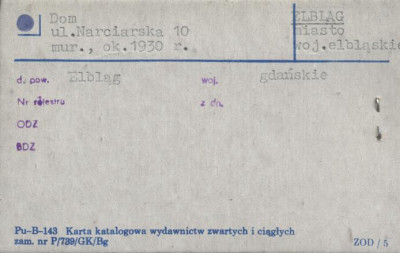 Dom
ul.Narciarska 10
mur., ok.1930 r.
ELBLĄG
miasto
woj.elbląskie
d. pow. Elbląg woj. gdańskie
Nr rejestru z dn.
ODZ
BDZ
Pu-B-143 Karta katalogowa wydawnictw zwartych i ciągłych
zam. nr P/739/GK/Bg ZOD / 5